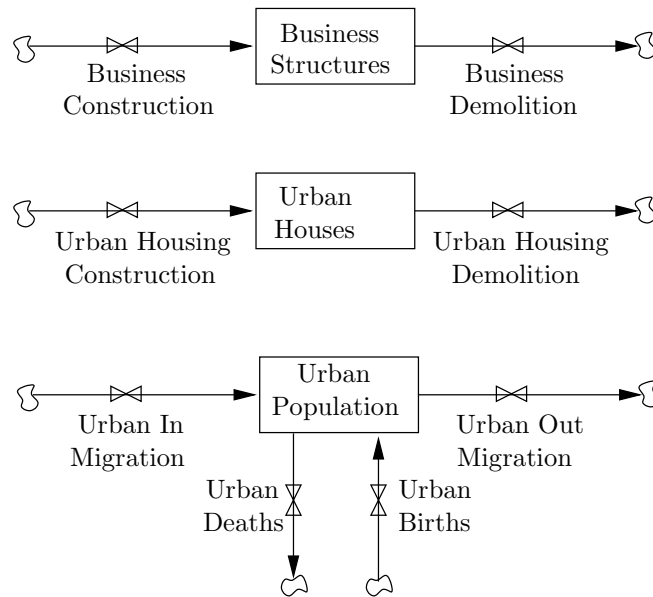 Business
Structures
Business
Construction
Business
Demolition
Urban
Houses
Urban Housing
Construction
Urban Housing
Demolition
Urban
Population
Urban In
Migration
Urban Out
Migration
Urban
Deaths
Urban
Births